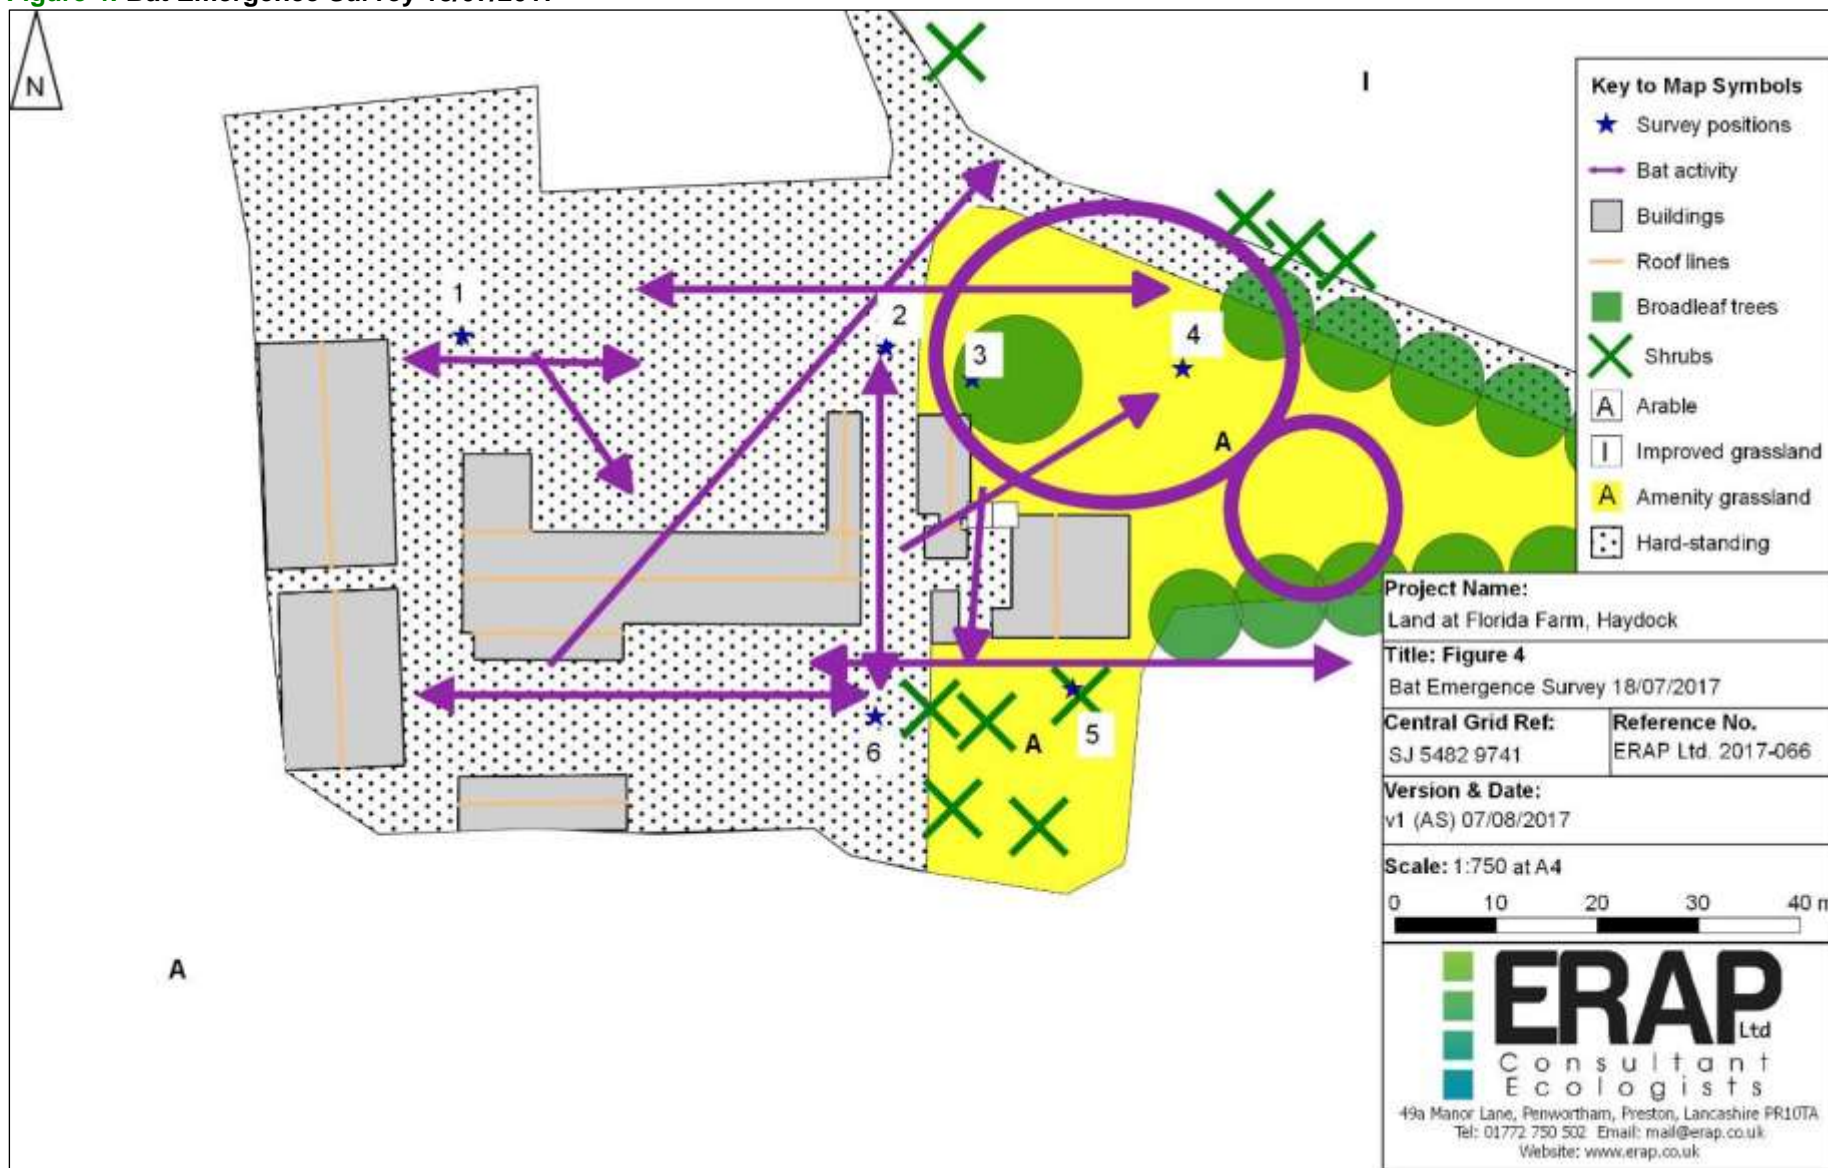 N
I
1
2
3
4
A
5
A
6
A
Key to Map Symbols
Survey positions
Bat activity
Buildings
Roof lines
Broadleaf trees
Shrubs
A Arable
I Improved grassland
A Amenity grassland
Hard-standing
Project Name:
Land at Florida Farm, Haydock
Title: Figure 4
Bat Emergence Survey 18/07/2017
Central Grid Ref:
SJ 5482 9741
Reference No.
ERAP Ltd. 2017-066
Version & Date:
v1 (AS) 07/08/2017
Scale: 1:750 at A4
0 10 20 30 40 m
ERAP Ltd
Consultant
Ecologists
49a Manor Lane, Penwortham, Preston, Lancashire PR10TA
Tel: 01772 750 502 Email: mail@erap.co.uk
Website: www.erap.co.uk